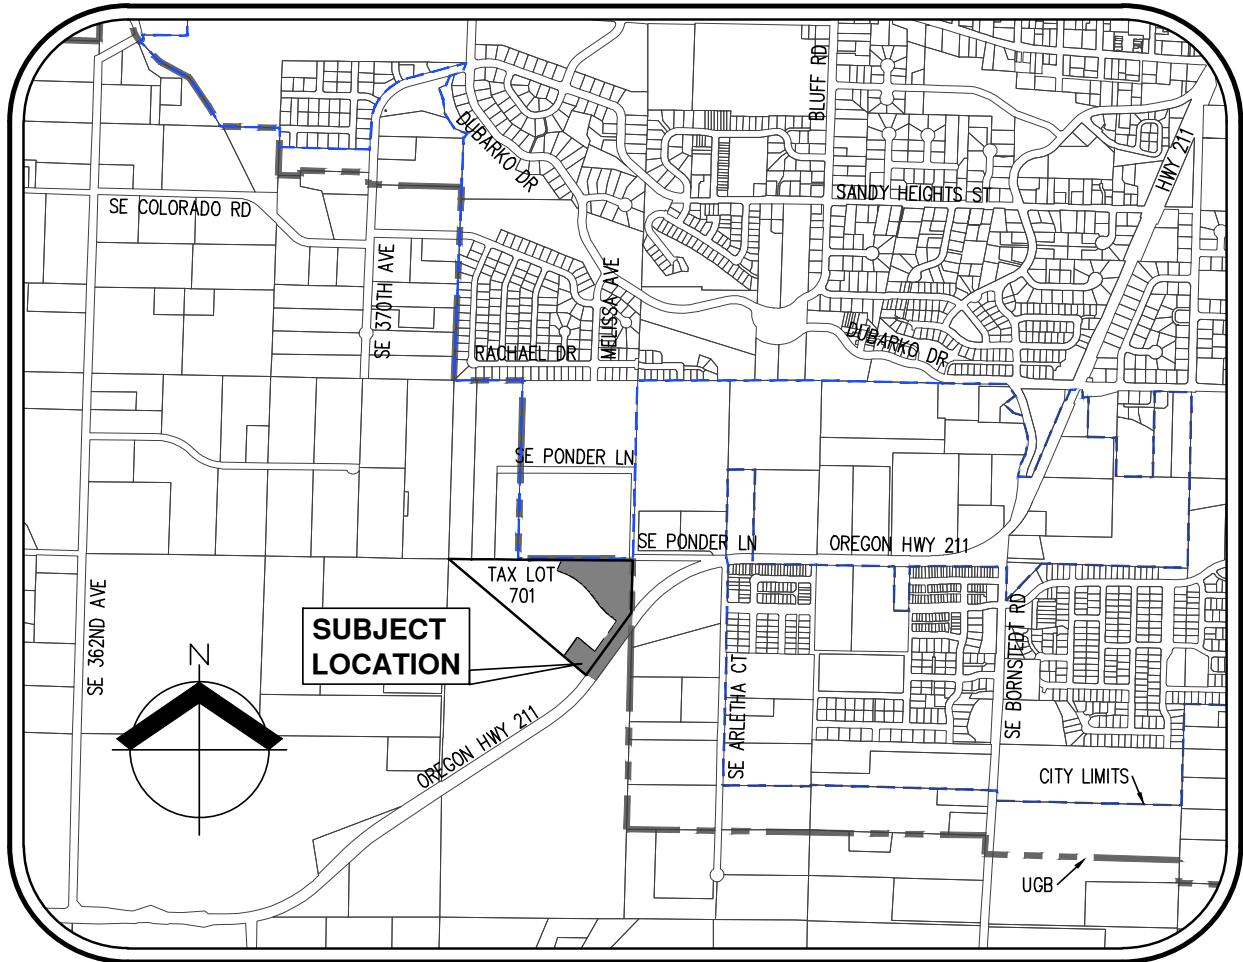 BLUFF RD
DUBARKO DR
HWY 211
SANDY HEIGHTS ST
SE COLORADO RD
SE 370TH AVE
MELISSA AVE
RACHAEL DR
DUBARKO DR
SE PONDER LN
SE PONDER LN
OREGON HWY 211
TAX LOT
701
SE 362ND AVE
SUBJECT
LOCATION
SE BORNSTEDT RD
SE ARLETHA CT
N
OREGON HWY 211
CITY LIMITS
UGB